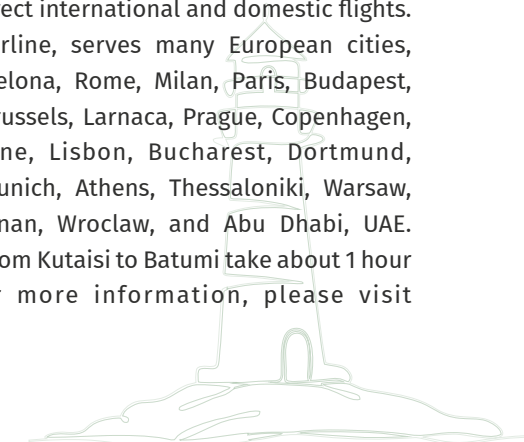 ect international and domestic flights.
rline, serves many European cities,
elona, Rome, Milan, Paris, Budapest,
ussels, Larnaca, Prague, Copenhagen,
ne, Lisbon, Bucharest, Dortmund,
unich, Athens, Thessaloniki, Warsaw,
nan, Wroclaw, and Abu Dhabi, UAE.
om Kutaisi to Batumi take about 1 hour
more information, please visit